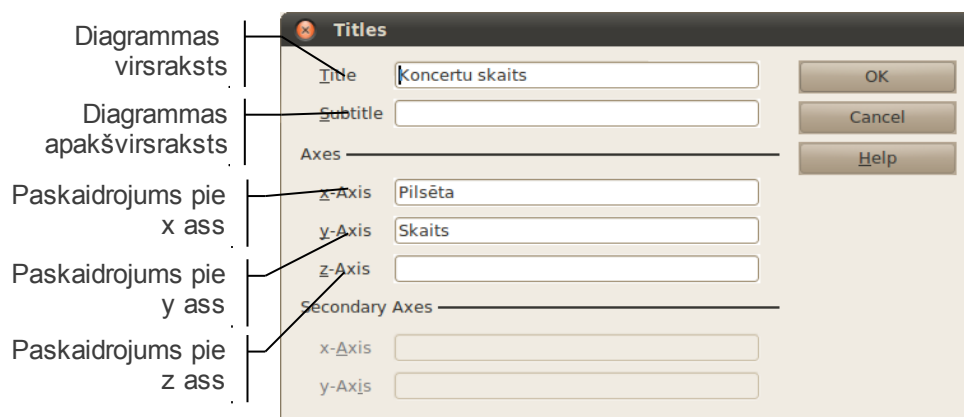 Diagrammas
virsraksts
Diagrammas
apakšvirsraksts
Paskaidrojums pie
x ass
Paskaidrojums pie
y ass
Paskaidrojums pie
z ass
Titles
Title Koncertu skaits
Subtitle
Axes
x-Axis Pilsēta
y-Axis Skaits
z-Axis
Secondary Axes
x-Axis
y-Axis
OK
Cancel
Help